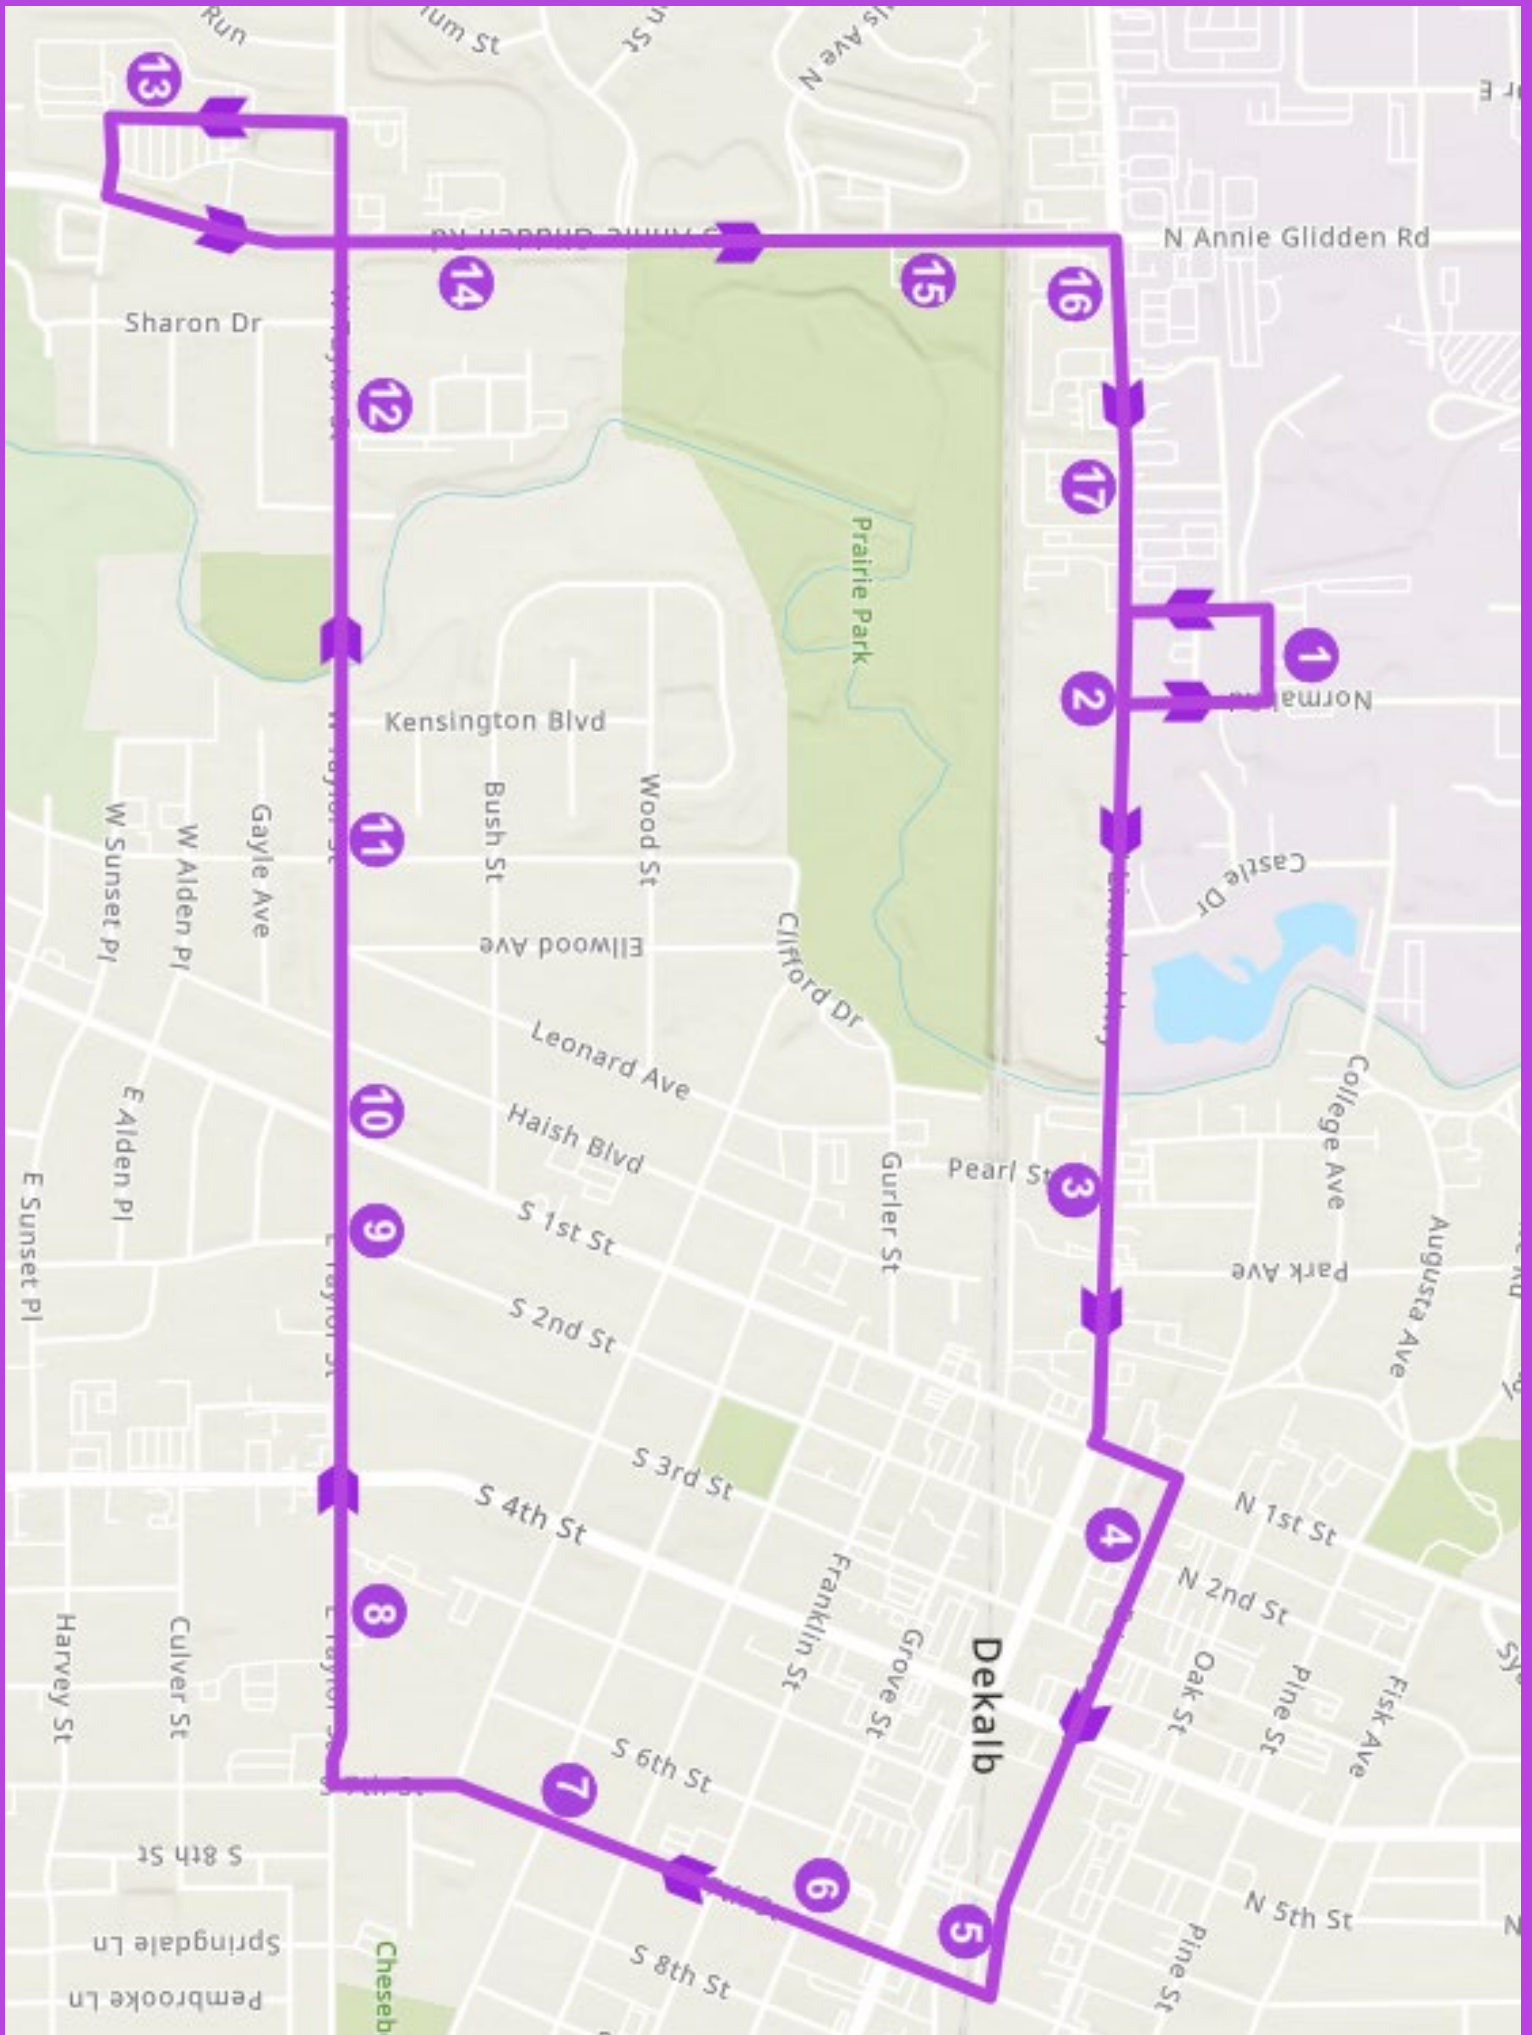 Run
13
N Annie Glidden Rd
Sharon Dr
14
15
16
12
17
Prairie Park
1
2
Kensington Blvd
W Sunset Pl
W Alden Pl
Gayle Ave
11
Bush St
Wood St
Castle Dr
Ellwood Ave
Clifford Dr
Leonard Ave
Haish Blvd
10
E Alden Pl
E Sunset Pl
9
S 1st St
S 2nd St
Gurler St
Pearl St
3
College Ave
Park Ave
Augusta Ave
S 3rd St
S 4th St
4
N 1st St
N 2nd St
8
Harvey St
Culver St
Franklin St
Grove St
Dekalb
Oak St
Pine St
Fisk Ave
S 6th St
7
6
5
S 8th St
Springdale Ln
Pembrooke Ln
S 8th St
N 5th St
Pine St